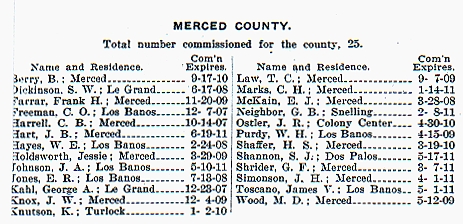 MERCED COUNTY.
Total number commissioned for the county, 25.
Name and Residence. Com'n Expires.
Berry, B.; Merced 9-17-10
Dickinson, S. W.; Le Grand 6-17-08
Farrar, Frank H.; Merced 11-20-09
Freeman, C. O.; Los Banos 12- 7-07
Harrell, C. B.; Merced 10-14-07
Hart, J. B.; Merced 6-19-11
Hayes, W. E.; Los Banos 2-24-08
Holdsworth, Jessie; Merced 3-29-09
Johnson, J. A.; Los Banos 5-10-11
Jones, E. R.; Los Banos 7-13-08
Kahl, George A.; Le Grand 12-23-07
Knox, J. W.; Merced 12- 4-09
Knutson, K.; Turlock 1- 2-10
Name and Residence. Com'n Expires.
Law, T. C.; Merced 9- 7-09
Marks, C. H.; Merced 1-14-11
McKain, E. J.; Merced 3-28-08
Neighbor, G. B.; Snelling 2- 8-11
Ostler, J. R.; Colony Center 4-30-10
Purdy, W. H.; Los Banos 4-15-09
Shaffer, H. S.; Merced 3-19-10
Shannon, S. J.; Dos Palos 5-17-11
Shrider, G. F.; Merced 3- 7-11
Simonson, J. H.; Merced 4- 1-11
Toscano, James V.; Los Banos 5- 1-11
Wood, M. D.; Merced 5-12-09